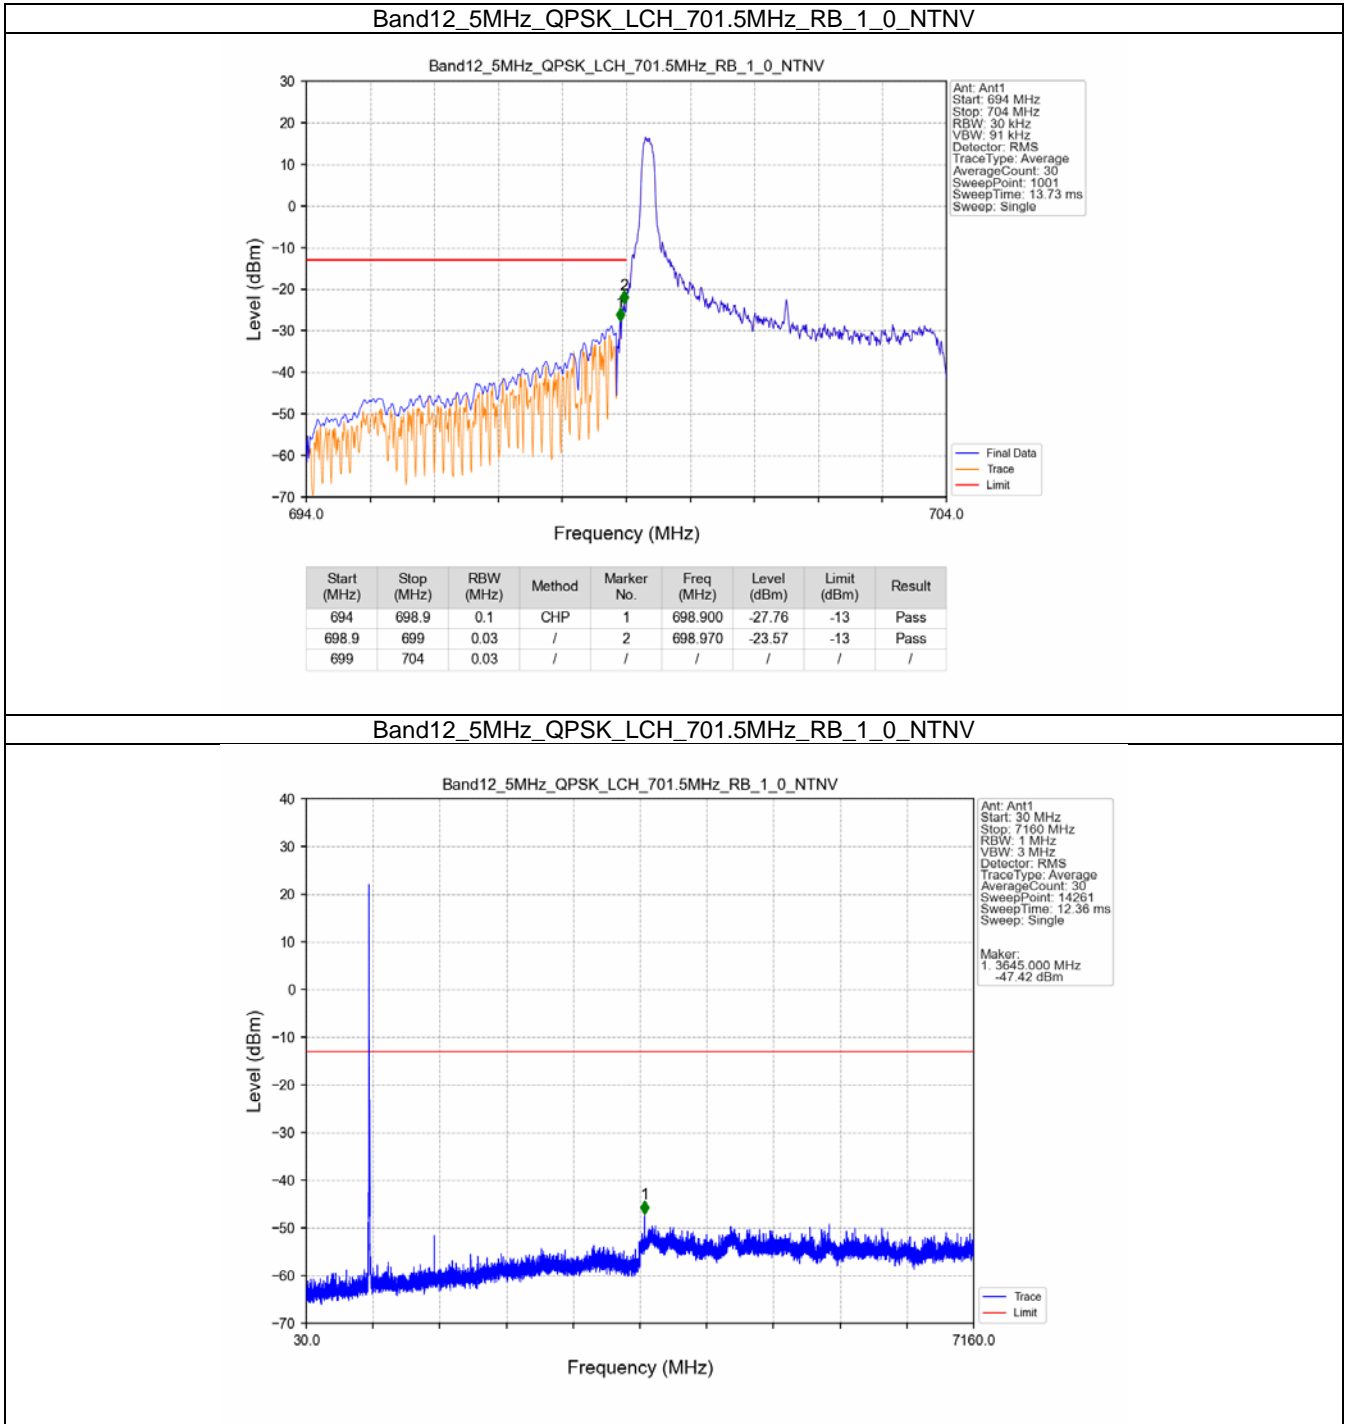 Band12_5MHz_QPSK_LCH_701.5MHz_RB_1_0_NTNV
Band12_5MHz_QPSK_LCH_701.5MHz_RB_1_0_NTNV
30
20
10
0
−10
−20
−30
−40
−50
−60
−70
Level (dBm)
2
694.0
704.0
Frequency (MHz)
Ant: Ant1
Start: 694 MHz
Stop: 704 MHz
RBW: 30 kHz
VBW: 91 kHz
Detector: RMS
TraceType: Average
AverageCount: 30
SweepPoint: 1001
SweepTime: 13.73 ms
Sweep: Single
Final Data
Trace
Limit
Start (MHz) Stop (MHz) RBW (MHz) Method Marker No. Freq (MHz) Level (dBm) Limit (dBm) Result
694 698.9 0.1 CHP 1 698.900 -27.76 -13 Pass
698.9 699 0.03 / 2 698.970 -23.57 -13 Pass
699 704 0.03 / / / / / /
Band12_5MHz_QPSK_LCH_701.5MHz_RB_1_0_NTNV
Band12_5MHz_QPSK_LCH_701.5MHz_RB_1_0_NTNV
40
30
20
10
0
−10
−20
−30
−40
−50
−60
−70
Level (dBm)
1
30.0
7160.0
Frequency (MHz)
Ant: Ant1
Start: 30 MHz
Stop: 7160 MHz
RBW: 1 MHz
VBW: 3 MHz
Detector: RMS
TraceType: Average
AverageCount: 30
SweepPoint: 14261
SweepTime: 12.36 ms
Sweep: Single
Maker:
1. 3645.000 MHz
-47.42 dBm
Trace
Limit